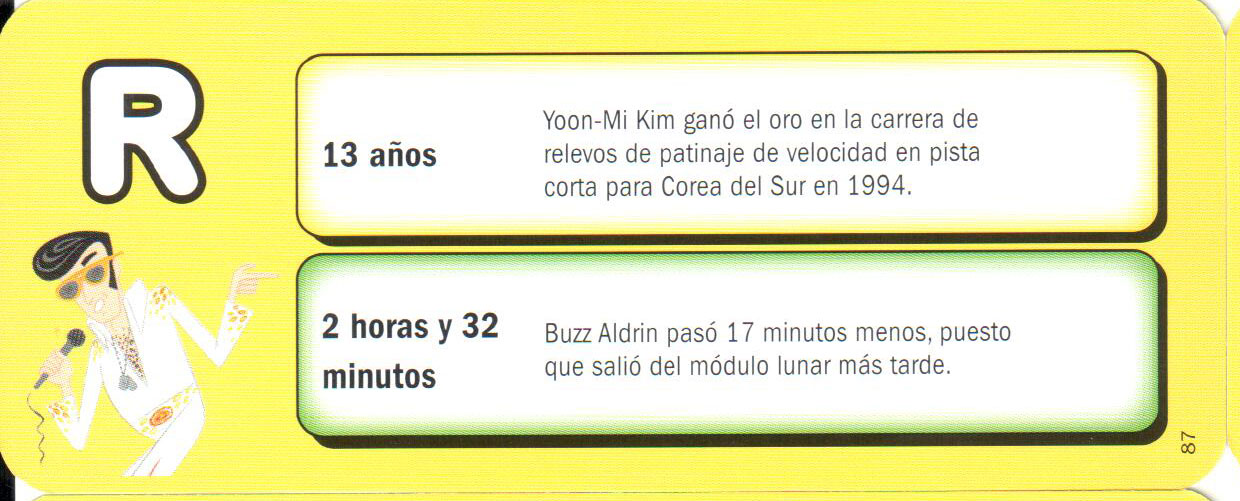 R
13 años
Yoon-Mi Kim ganó el oro en la carrera de
relevos de patinaje de velocidad en pista
corta para Corea del Sur en 1994.
2 horas y 32
minutos
Buzz Aldrin pasó 17 minutos menos, puesto
que salió del módulo lunar más tarde.
87